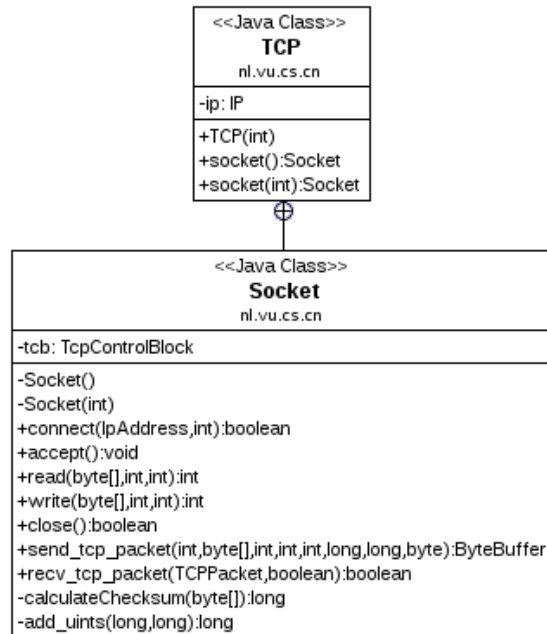 <<Java Class>>
TCP
nl.vu.cs.cn
-ip: IP
+TCP(int)
+socket():Socket
+socket(int):Socket
<<Java Class>>
Socket
nl.vu.cs.cn
-tcb: TcpControlBlock
-Socket()
-Socket(int)
+connect(IpAddress,int):boolean
+accept():void
+read(byte[],int,int):int
+write(byte[],int,int):int
+close():boolean
+send_tcp_packet(int,byte[],int,int,int,long,long,byte):ByteBuffer
+recv_tcp_packet(TCPPacket,boolean):boolean
-calculateChecksum(byte[]):long
-add_uints(long,long):long